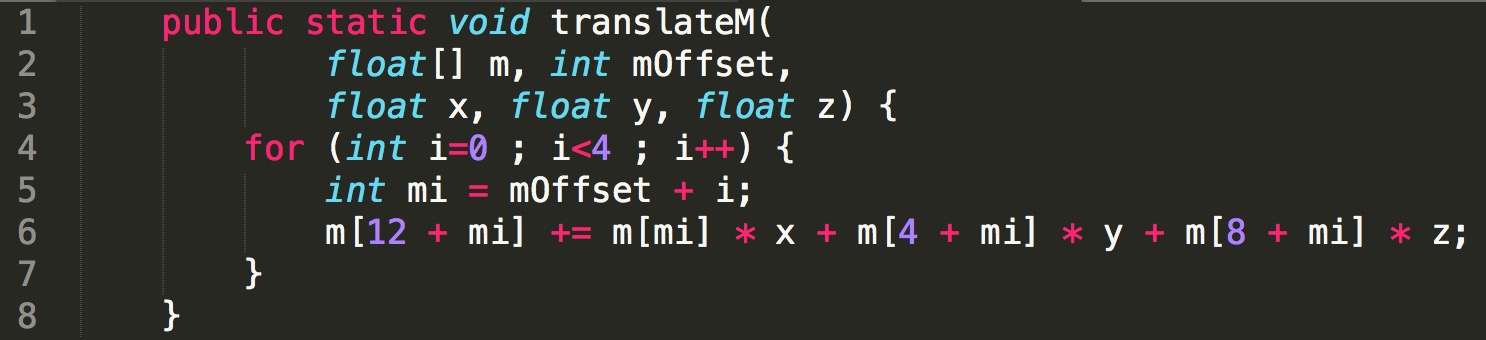 1 public static void translateM(
2 float[] m, int mOffset,
3 float x, float y, float z) {
4 for (int i=0 ; i<4 ; i++) {
5 int mi = mOffset + i;
6 m[12 + mi] += m[mi] * x + m[4 + mi] * y + m[8 + mi] * z;
7 }
8 }